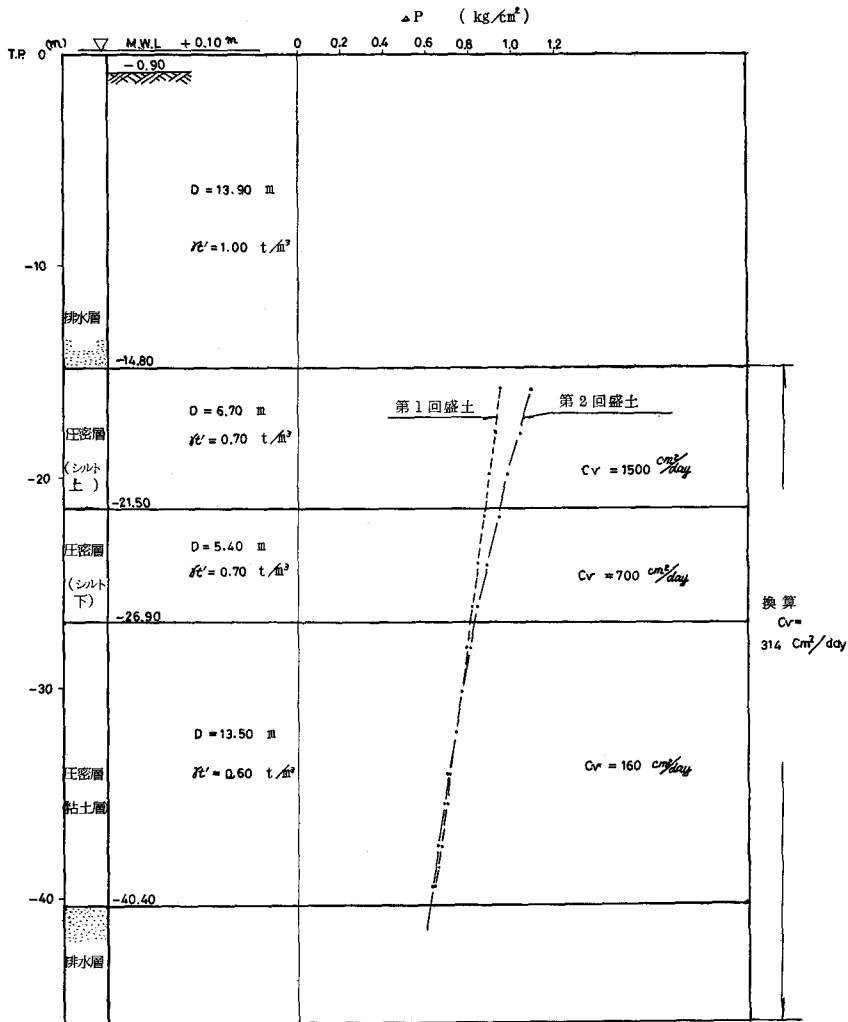 △P ( kg/cm²)
(m) ▽ M.W.L +0.10 m 0 0.2 0.4 0.6 0.8 1.0 1.2
T.P. 0
-0.90
D = 13.90 m
γt' = 1.00 t/m³
-10
排水層
-14.80
第1回盛土 第2回盛土
D = 6.70 m
γt' = 0.70 t/m³
圧密層
(シルト
上)
Cv = 1500 cm²/day
-20
-21.50
圧密層
D = 5.40 m
γt' = 0.70 t/m³
Cv = 700 cm²/day
(シルト
下)
-26.90
換算
Cv =
314 Cm²/day
-30
D = 13.50 m
γt' = 0.60 t/m³
Cv = 160 cm²/day
圧密層
(粘土層)
-40
-40.40
排水層